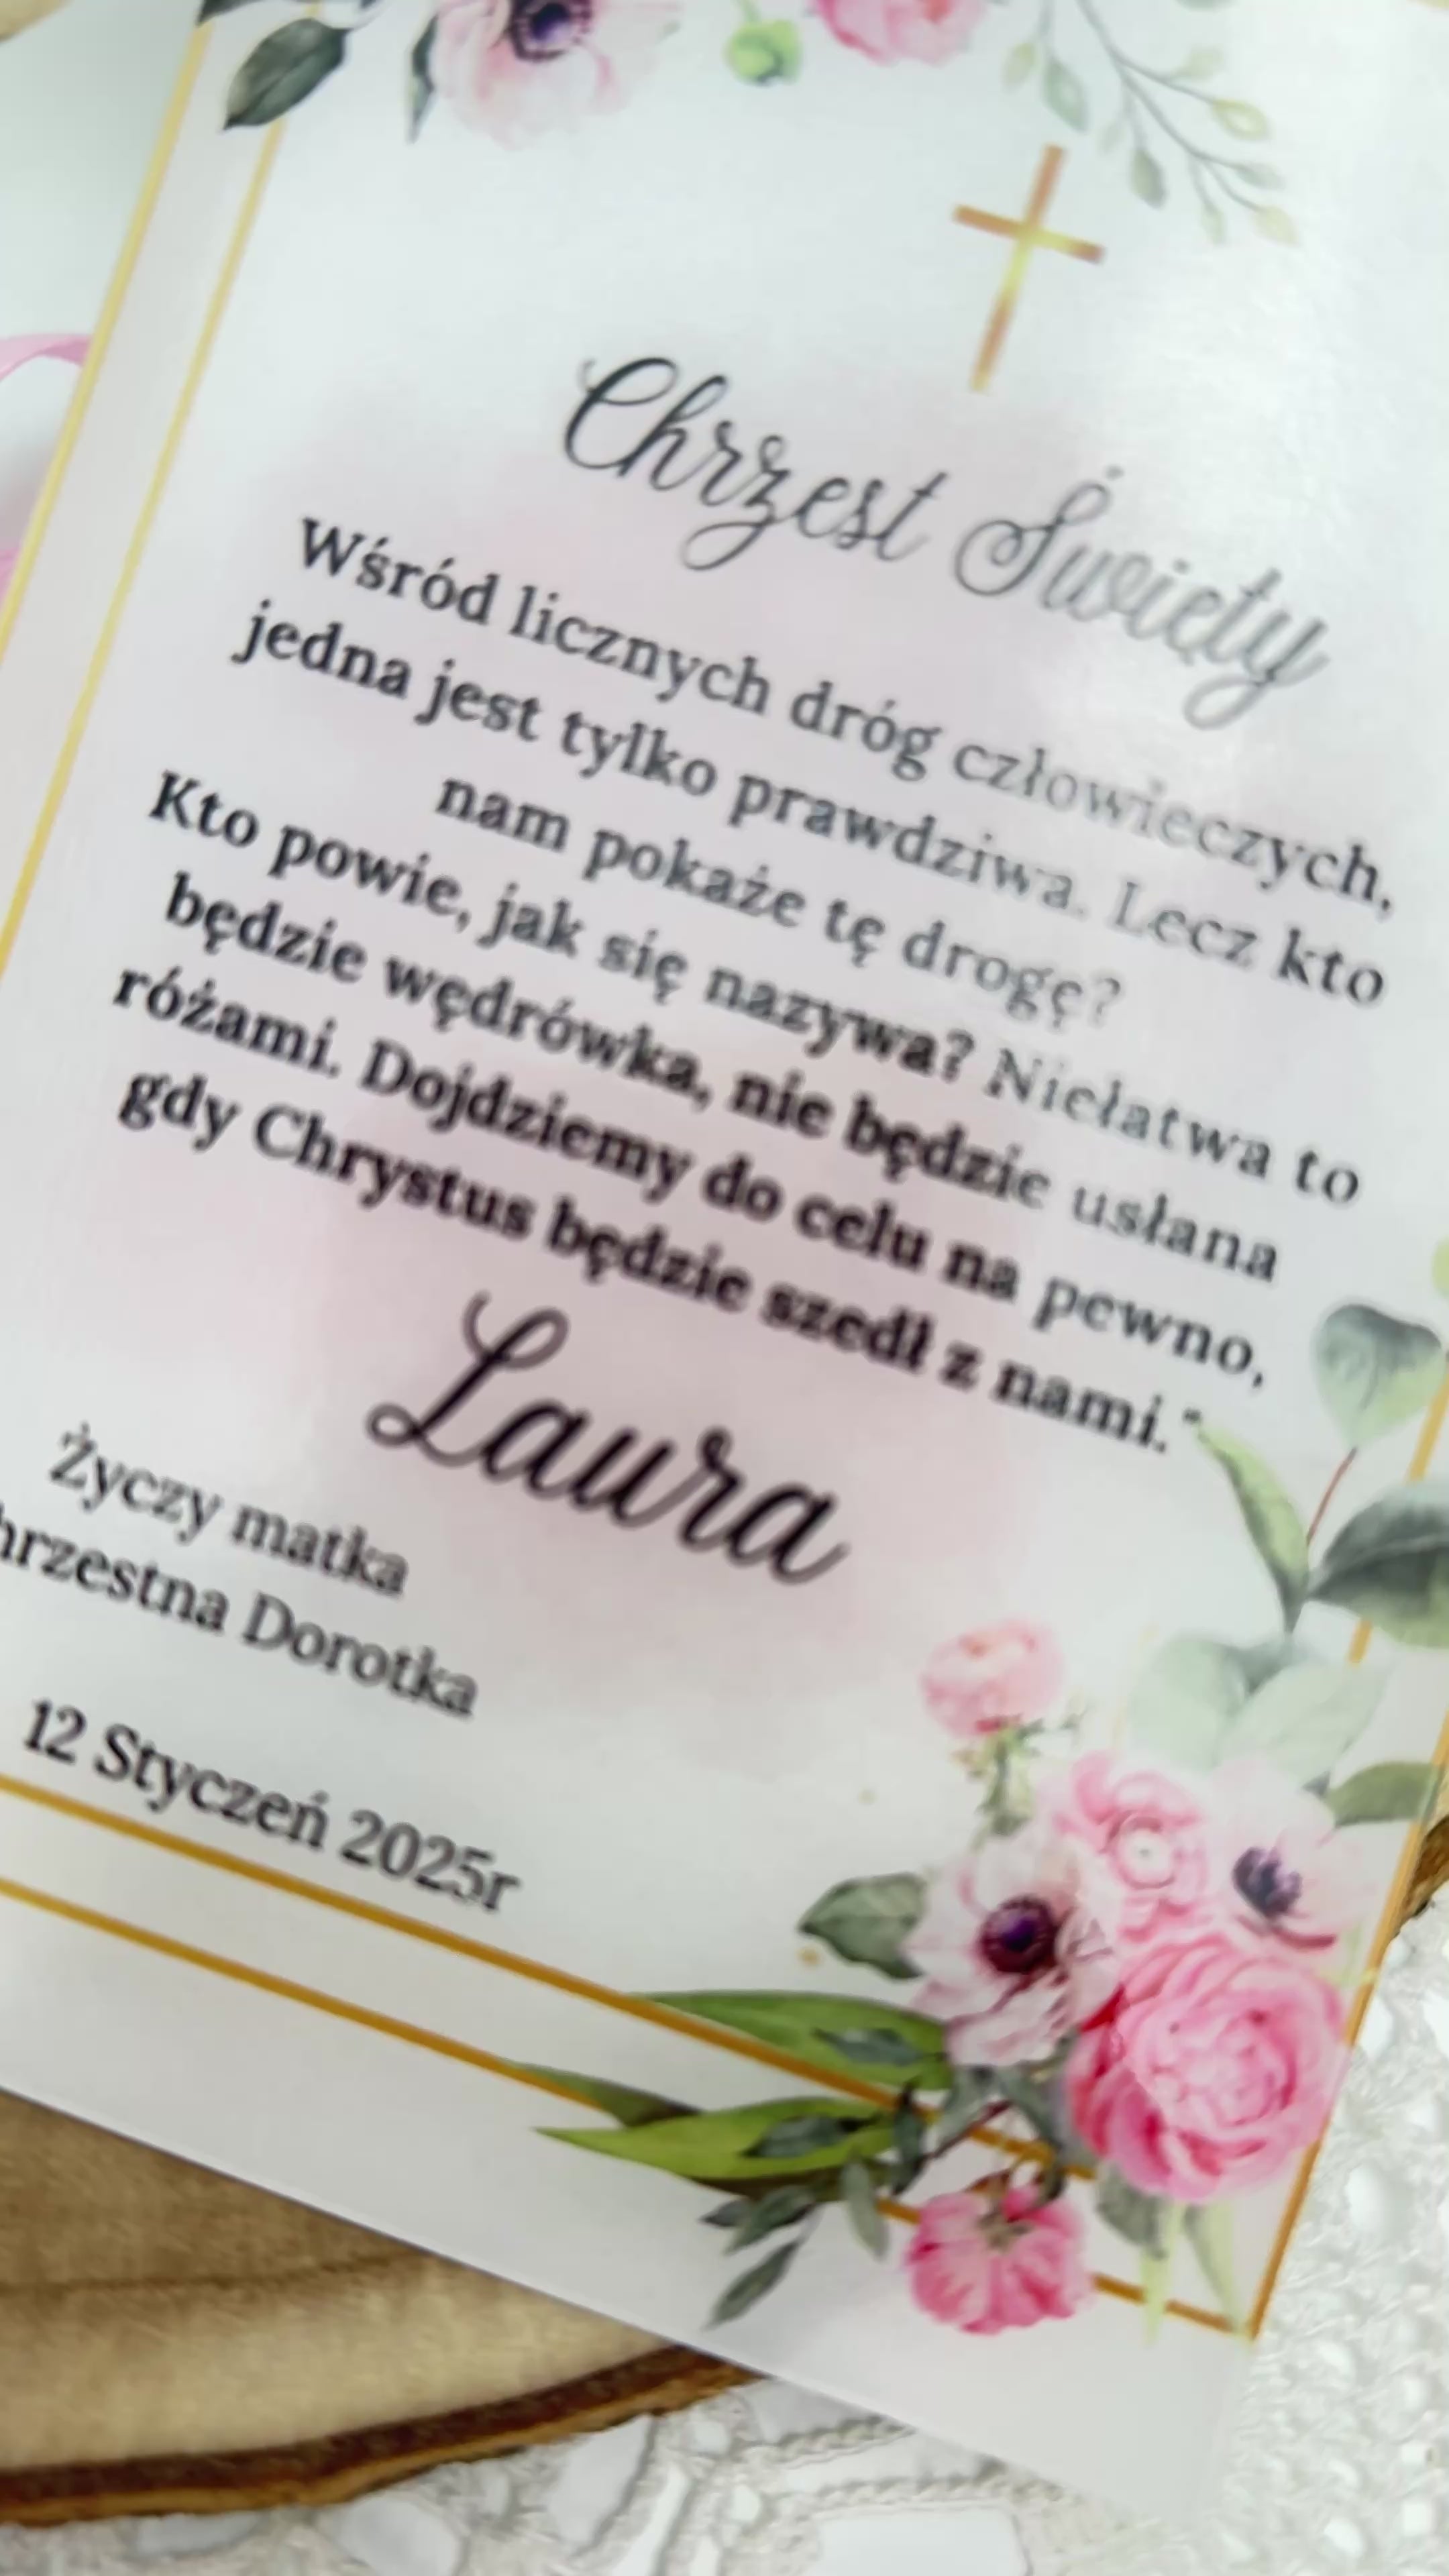 Chrzest Święty
Wśród licznych dróg człowieczych,
jedna jest tylko prawdziwa. Lecz kto
nam pokaże tę drogę?
Kto powie, jak się nazywa? Niełatwa to
będzie wędrówka, nie będzie usłana
różami. Dojdziemy do celu na pewno,
gdy Chrystus będzie szedł z nami."
Laura
Życzy matka
hrzestna Dorotka
12 Styczeń 2025r